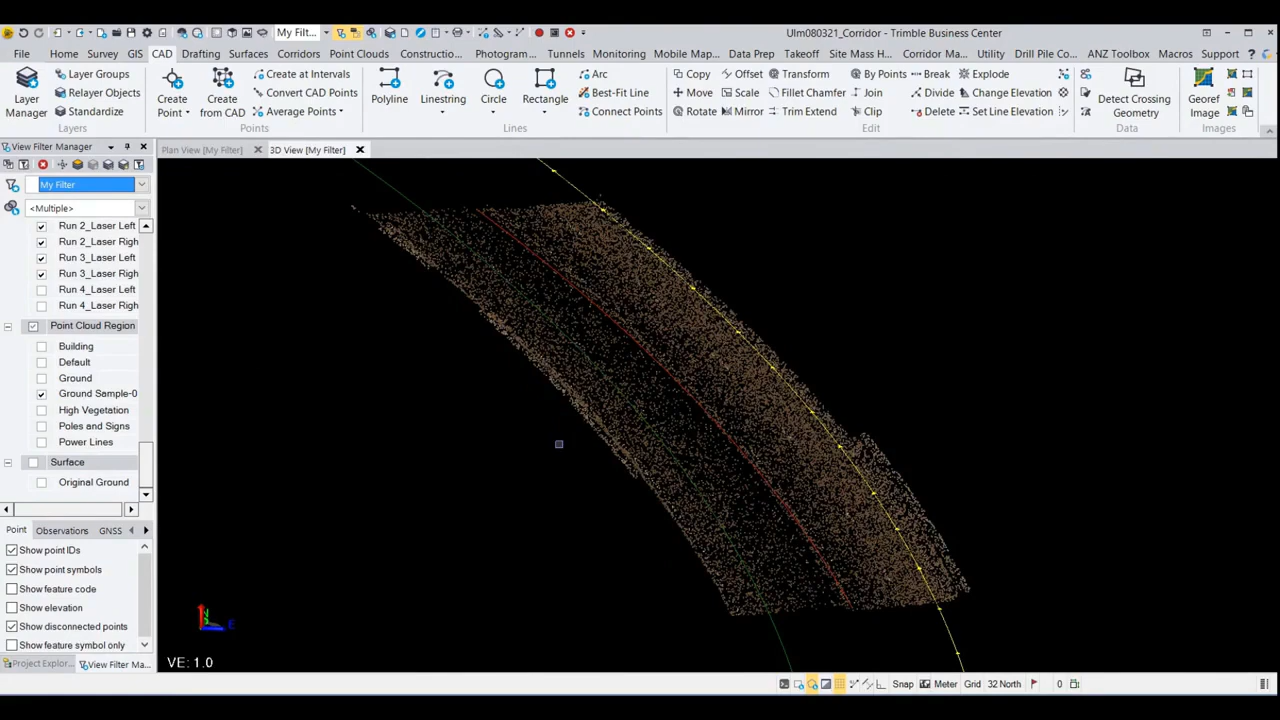 My Filt...
Ulm080321_Corridor - Trimble Business Center
File Home Survey GIS CAD Drafting Surfaces Corridors Point Clouds Constructio... Photogram... Tunnels Monitoring Mobile Map... Data Prep Takeoff Site Mass H... Corridor Ma... Utility Drill Pile Co... ANZ Toolbox Macros Support
Layer Manager
Layer Groups
Relayer Objects
Standardize
Layers
Create Point
Create from CAD
Create at Intervals
Convert CAD Points
Average Points
Points
Polyline
Linestring
Circle
Rectangle
Arc
Best-Fit Line
Connect Points
Lines
Copy Offset Transform By Points Break Explode
Move Scale Fillet Chamfer Join Divide Change Elevation
Rotate Mirror Trim Extend Clip Delete Set Line Elevation
Edit
Detect Crossing Geometry
Data
Georef Image
Images
View Filter Manager
Plan View [My Filter]
3D View [My Filter]
My Filter
<Multiple>
Run 2_Laser Left
Run 2_Laser Righ
Run 3_Laser Left
Run 3_Laser Righ
Run 4_Laser Left
Run 4_Laser Righ
Point Cloud Region
Building
Default
Ground
Ground Sample-0
High Vegetation
Poles and Signs
Power Lines
Surface
Original Ground
Point Observations GNSS
Show point IDs
Show point symbols
Show feature code
Show elevation
Show disconnected points
Show feature symbol only
Project Explor...
View Filter Ma...
E
VE: 1.0
Snap Meter Grid 32 North 0